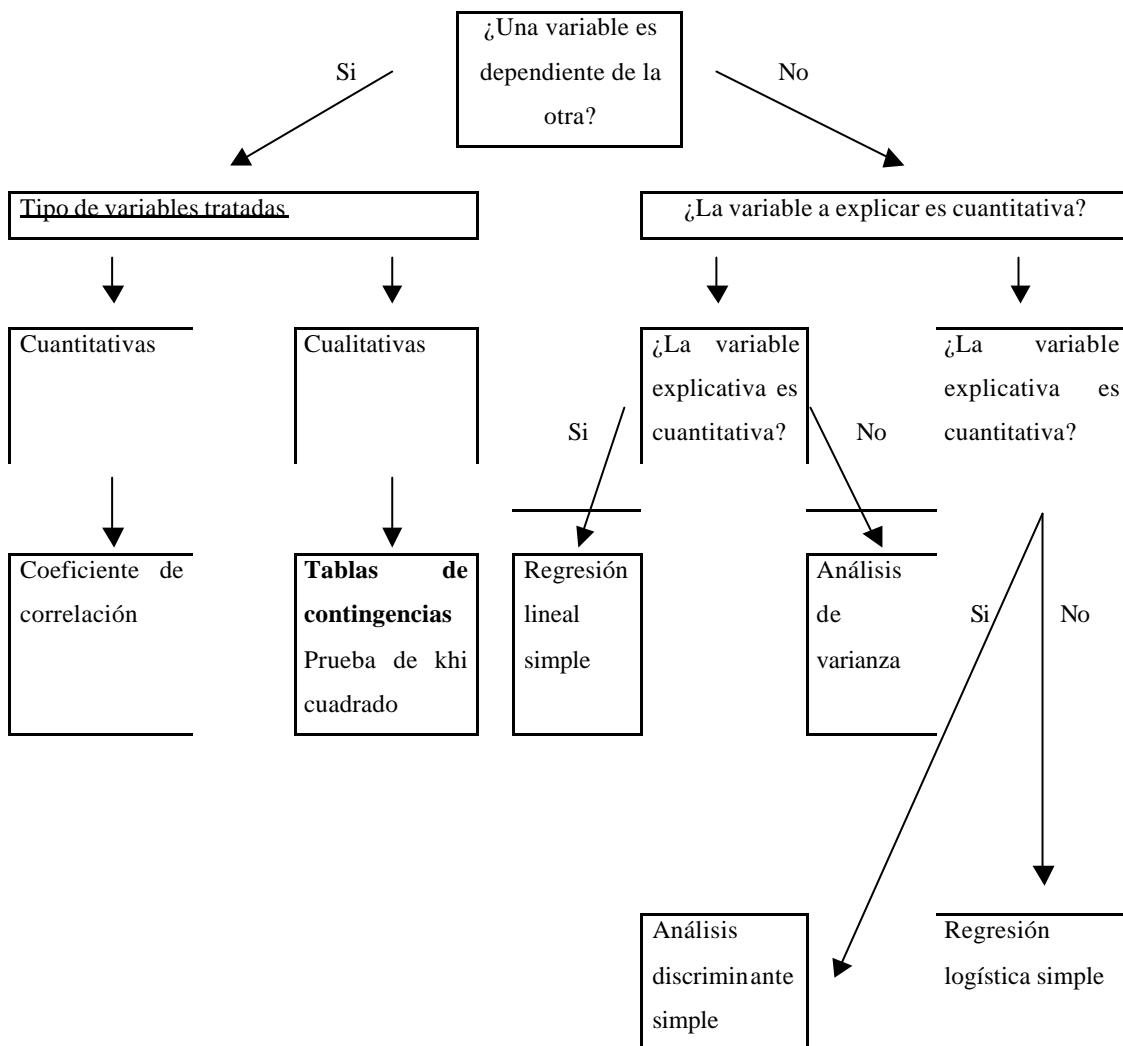 ¿Una variable es
dependiente de la
otra?
Si
No
Tipo de variables tratadas
¿La variable a explicar es cuantitativa?
Cuantitativas
Cualitativas
¿La variable
explicativa es
cuantitativa?
¿La variable
explicativa es
cuantitativa?
Si
No
Coeficiente de
correlación
Tablas de
contingencias
Prueba de khi
cuadrado
Regresión
lineal
simple
Análisis
de
varianza
Si
No
Análisis
discriminante
simple
Regresión
logística simple